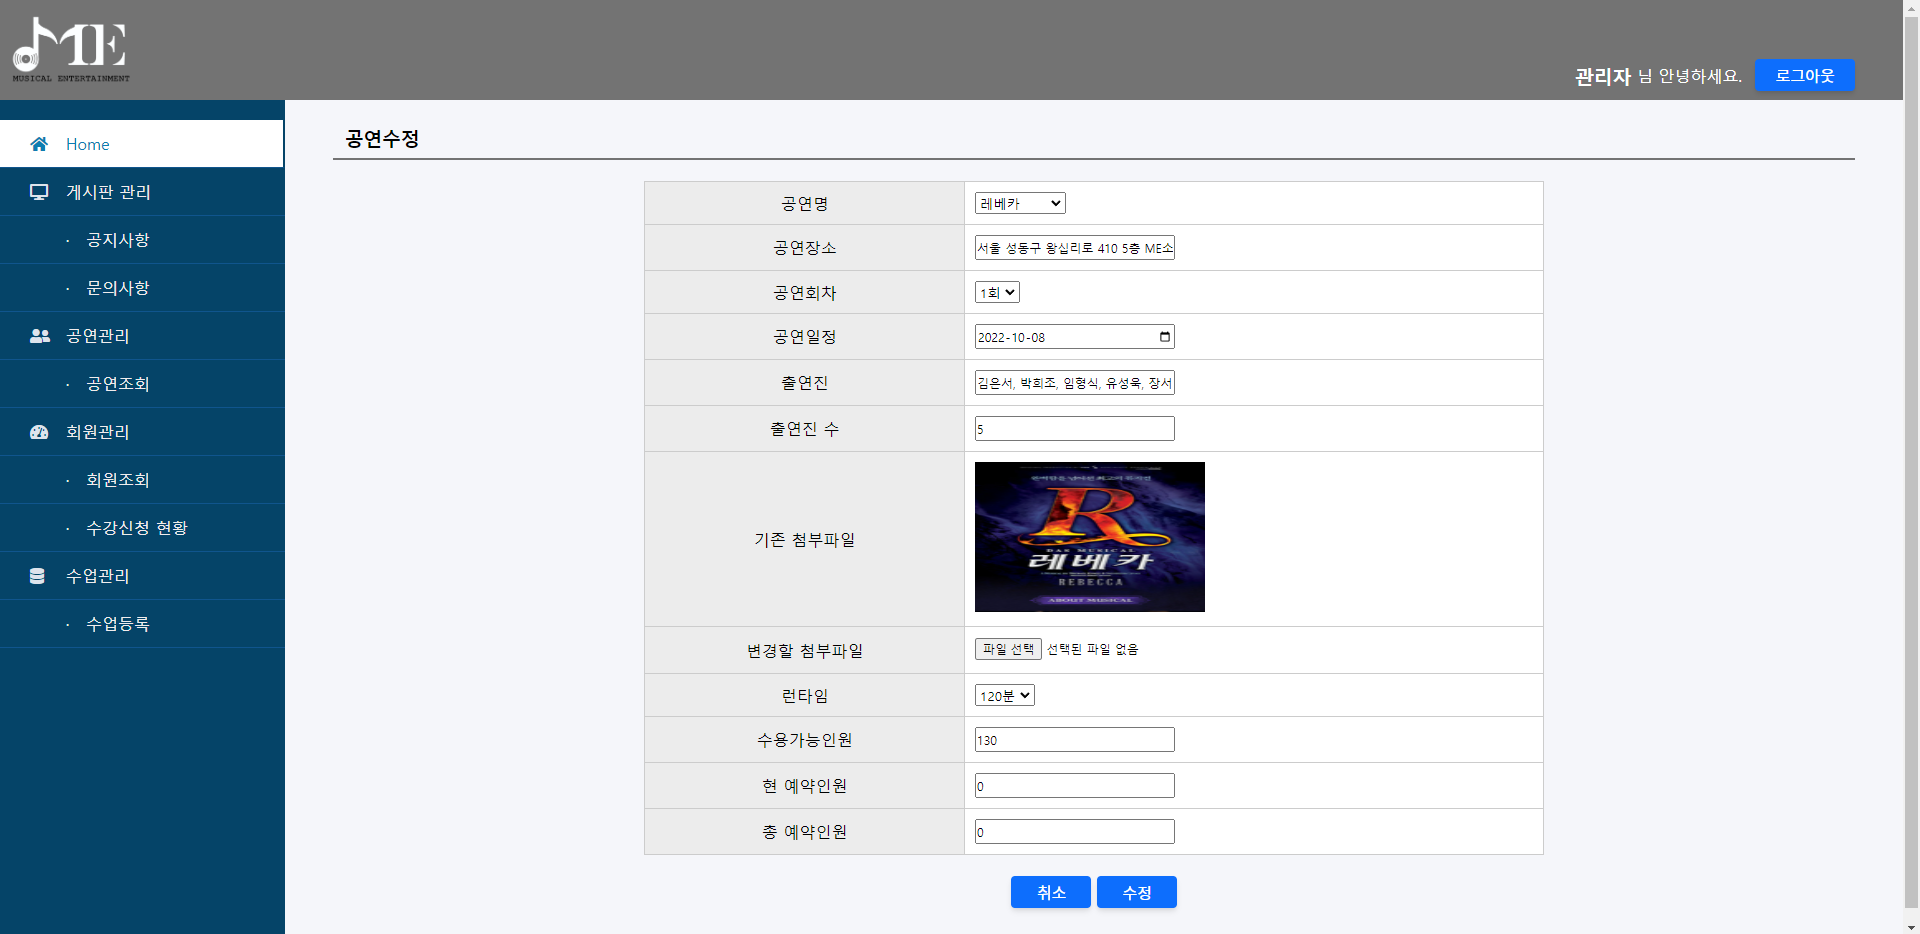 ME
MUSICAL ENTERTAINMENT
관리자 님 안녕하세요. 로그아웃
Home
게시판 관리
· 공지사항
· 문의사항
공연관리
· 공연조회
회원관리
· 회원조회
· 수강신청 현황
수업관리
· 수업등록
공연수정
공연명 레베카
공연장소 서울 성동구 왕십리로 410 5층 ME소
공연회차 1회
공연일정 2022-10-08
출연진 김은서, 박희조, 임형식, 유성욱, 장서
출연진 수 5
기존 첨부파일
R
DAS MUSICAL
레베카
REBECCA
ABOUT MUSICAL
변경할 첨부파일 파일 선택 선택된 파일 없음
런타임 120분
수용가능인원 130
현 예약인원 0
총 예약인원 0
취소 수정